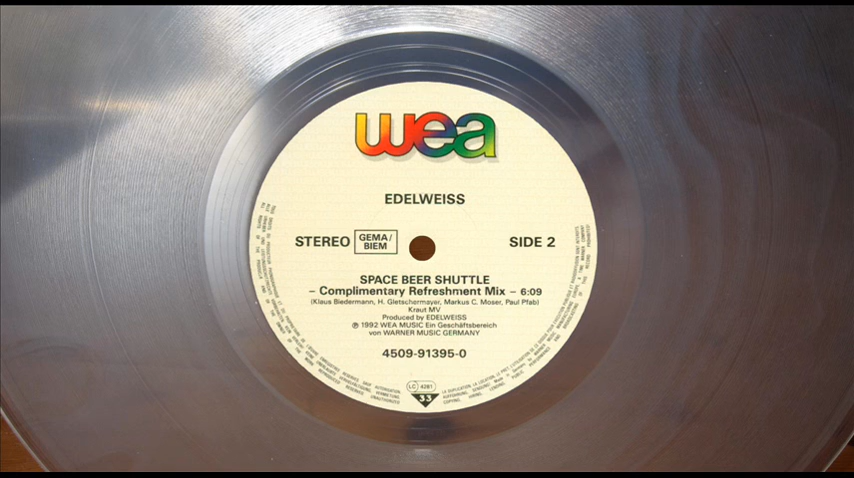 wea
EDELWEISS
STEREO GEMA/ BIEM SIDE 2
SPACE BEER SHUTTLE
– Complimentary Refreshment Mix – 6:09
(Klaus Biedermann, H. Gletschermayer, Markus C. Moser, Paul Pfab)
Kraut MV
Produced by EDELWEISS
℗ 1992 WEA MUSIC Ein Geschäftsbereich
von WARNER MUSIC GERMANY
4509-91395-0
LC 4281
33